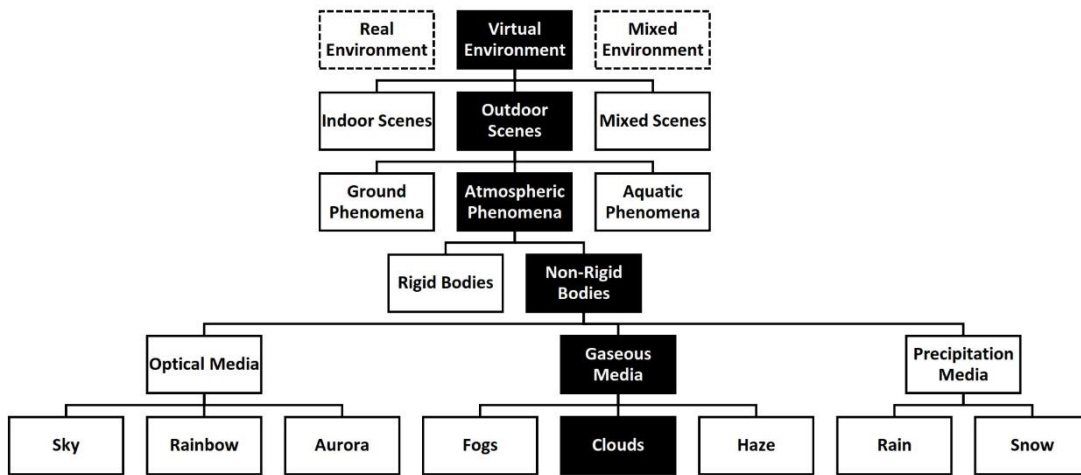 Real
Environment
Virtual
Environment
Mixed
Environment
Indoor Scenes
Outdoor
Scenes
Mixed Scenes
Ground
Phenomena
Atmospheric
Phenomena
Aquatic
Phenomena
Rigid Bodies
Non-Rigid
Bodies
Optical Media
Gaseous
Media
Precipitation
Media
Sky
Rainbow
Aurora
Fogs
Clouds
Haze
Rain
Snow